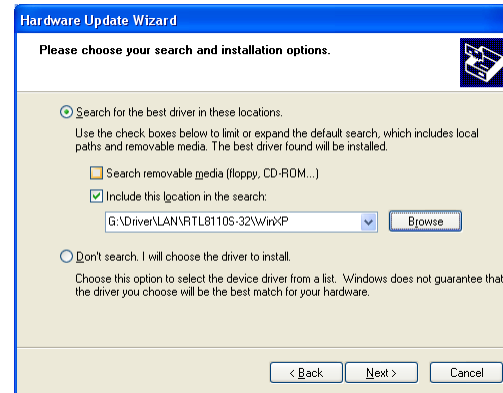 Hardware Update Wizard
Please choose your search and installation options.
Search for the best driver in these locations.
Use the check boxes below to limit or expand the default search, which includes local
paths and removable media. The best driver found will be installed.
Search removable media (floppy, CD-ROM...)
Include this location in the search:
G:\Driver\LAN\RTL8110S-32\WinXP
Browse
Don't search. I will choose the driver to install.
Choose this option to select the device driver from a list. Windows does not guarantee that
the driver you choose will be the best match for your hardware.
< Back
Next >
Cancel